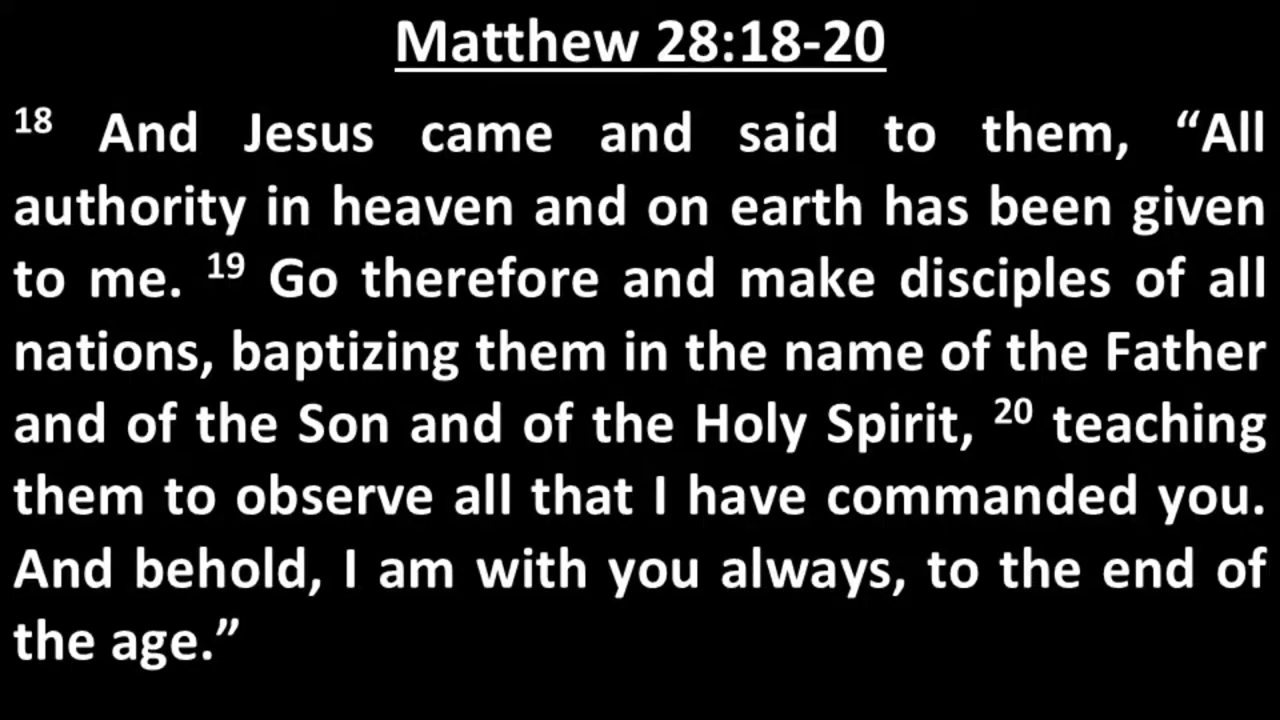 Matthew 28:18-20
18 And Jesus came and said to them, “All
authority in heaven and on earth has been given
to me. 19 Go therefore and make disciples of all
nations, baptizing them in the name of the Father
and of the Son and of the Holy Spirit, 20 teaching
them to observe all that I have commanded you.
And behold, I am with you always, to the end of
the age.”